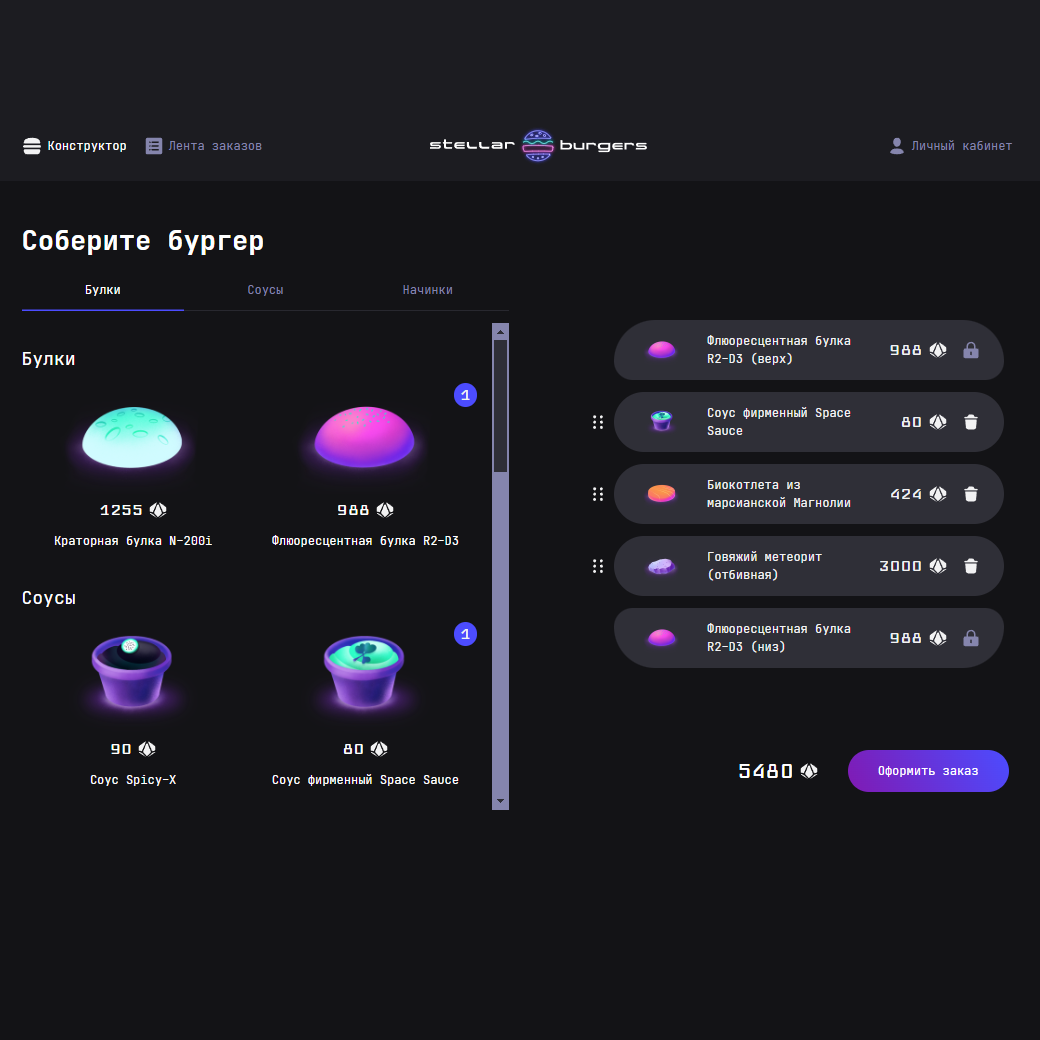 Конструктор
Лента заказов
stellar burgers
Личный кабинет
Соберите бургер
Булки
Соусы
Начинки
Булки
1
1255
988
Краторная булка N-200i
Флюоресцентная булка R2-D3
Соусы
1
90
80
Соус Spicy-X
Соус фирменный Space Sauce
Флюоресцентная булка
R2-D3 (верх)
988
Соус фирменный Space
Sauce
80
Биокотлета из
марсианской Магнолии
424
Говяжий метеорит
(отбивная)
3000
Флюоресцентная булка
R2-D3 (низ)
988
5480
Оформить заказ